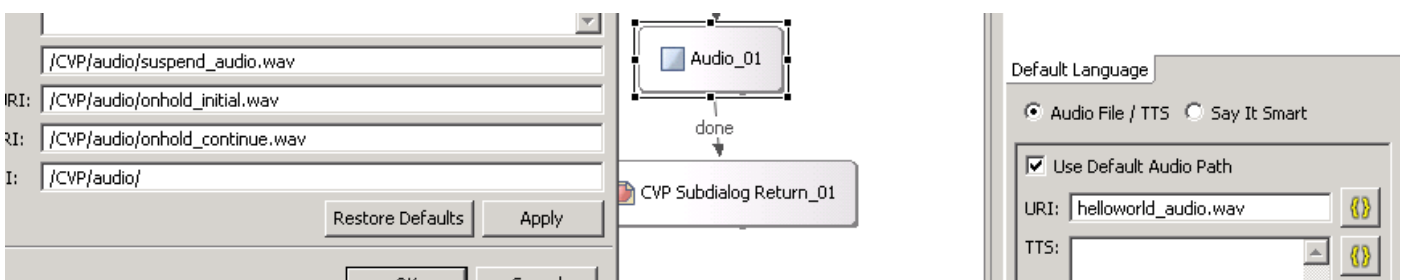 /CVP/audio/suspend_audio.wav
URI: /CVP/audio/onhold_initial.wav
RI: /CVP/audio/onhold_continue.wav
I: /CVP/audio/
Restore Defaults Apply
Audio_01
done
CVP Subdialog Return_01
Default Language
Audio File / TTS Say It Smart
Use Default Audio Path
URI: helloworld_audio.wav
TTS: